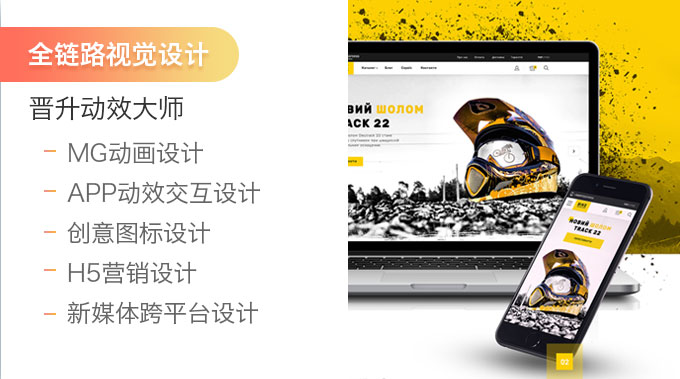 全链路视觉设计
晋升动效大师
MG动画设计
APP动效交互设计
创意图标设计
H5营销设计
新媒体跨平台设计
ВИЙ ШОЛОМ
TRACK 22
НОВИЙ ШОЛОМ
TRACK 22
02